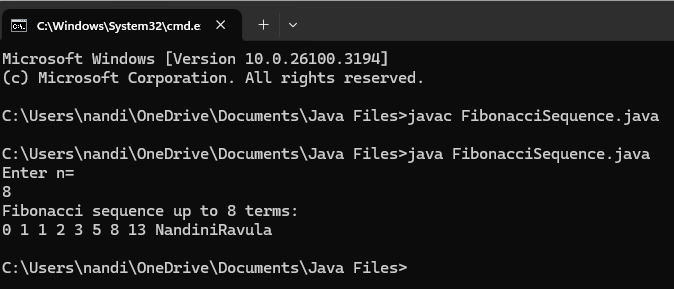 C:\Windows\System32\cmd.e
Microsoft Windows [Version 10.0.26100.3194]
(c) Microsoft Corporation. All rights reserved.
C:\Users\nandi\OneDrive\Documents\Java Files>javac FibonacciSequence.java
C:\Users\nandi\OneDrive\Documents\Java Files>java FibonacciSequence.java
Enter n=
8
Fibonacci sequence up to 8 terms:
0 1 1 2 3 5 8 13 NandiniRavula
C:\Users\nandi\OneDrive\Documents\Java Files>